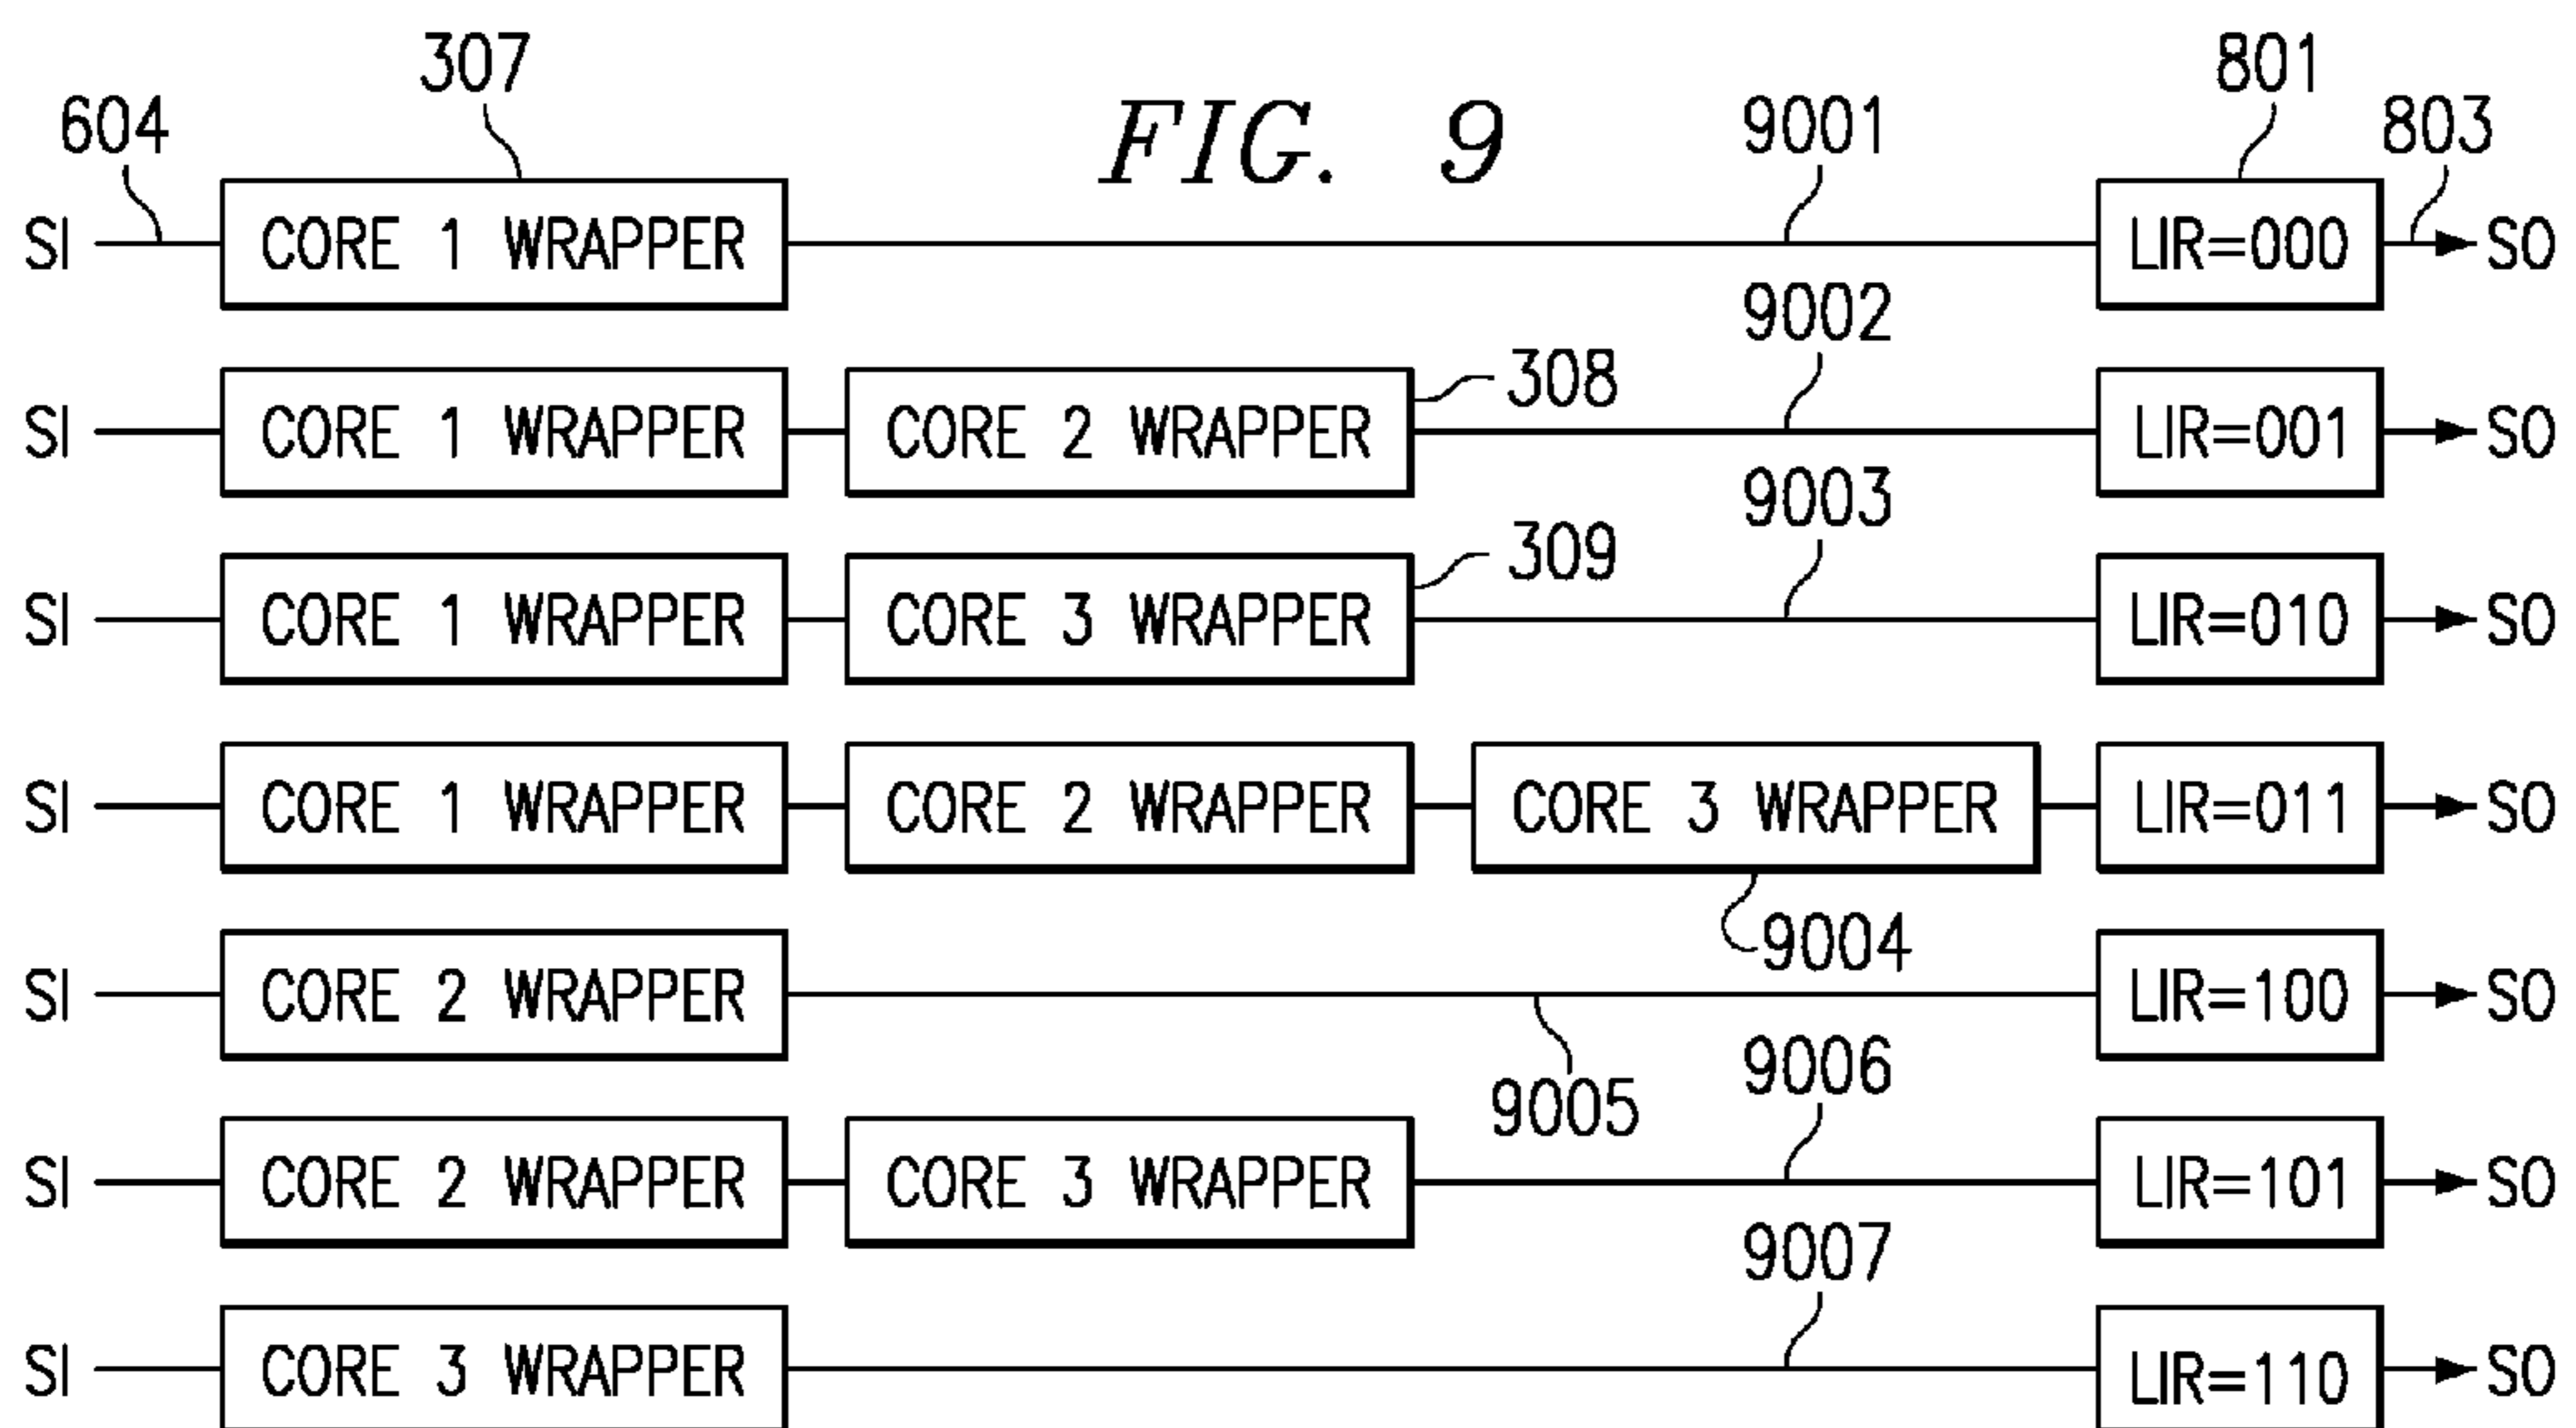 307
801
604
FIG. 9
9001
803
SI CORE 1 WRAPPER LIR=000 SO
9002
308
SI CORE 1 WRAPPER CORE 2 WRAPPER LIR=001 SO
9003
309
SI CORE 1 WRAPPER CORE 3 WRAPPER LIR=010 SO
SI CORE 1 WRAPPER CORE 2 WRAPPER CORE 3 WRAPPER LIR=011 SO
9004
SI CORE 2 WRAPPER LIR=100 SO
9005
9006
SI CORE 2 WRAPPER CORE 3 WRAPPER LIR=101 SO
9007
SI CORE 3 WRAPPER LIR=110 SO